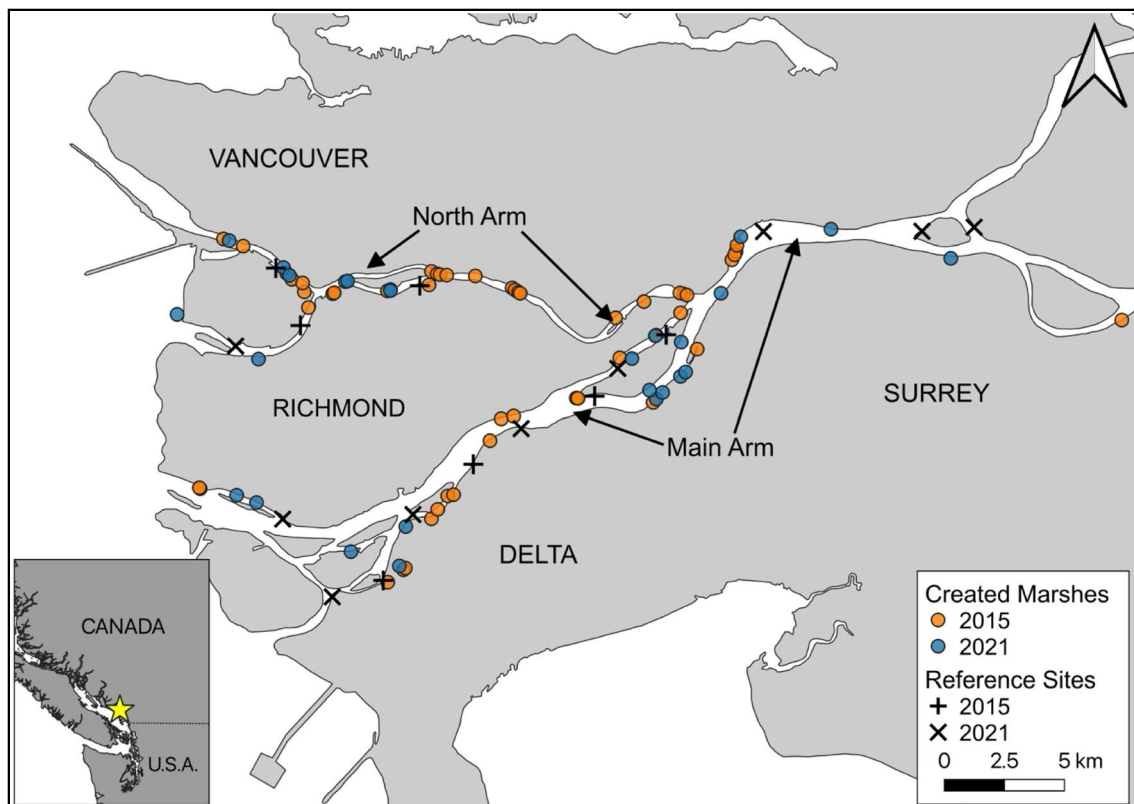 VANCOUVER
North Arm
RICHMOND
SURREY
Main Arm
DELTA
CANADA
U.S.A.
Created Marshes
2015
2021
Reference Sites
2015
2021
0 2.5 5 km